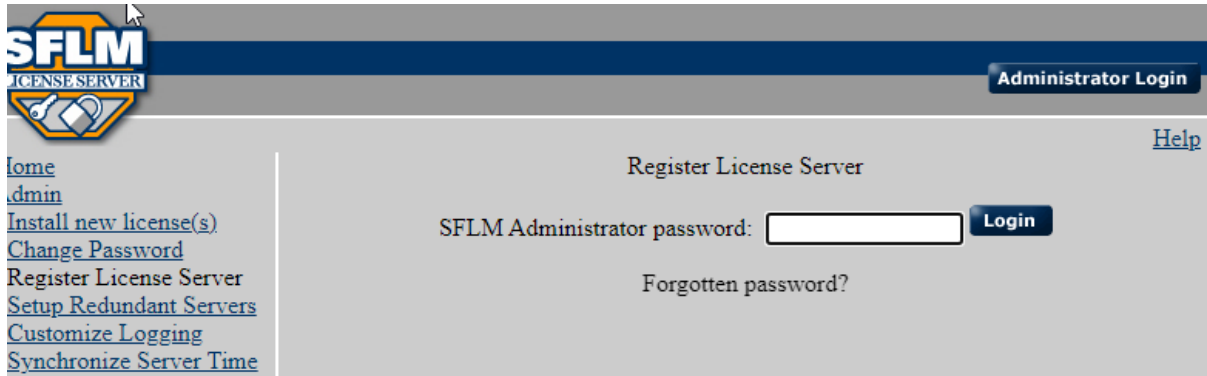 SFLM
LICENSE SERVER
Administrator Login
Help
Home
Admin
Install new license(s)
Change Password
Register License Server
Setup Redundant Servers
Customize Logging
Synchronize Server Time
Register License Server
SFLM Administrator password:
Login
Forgotten password?